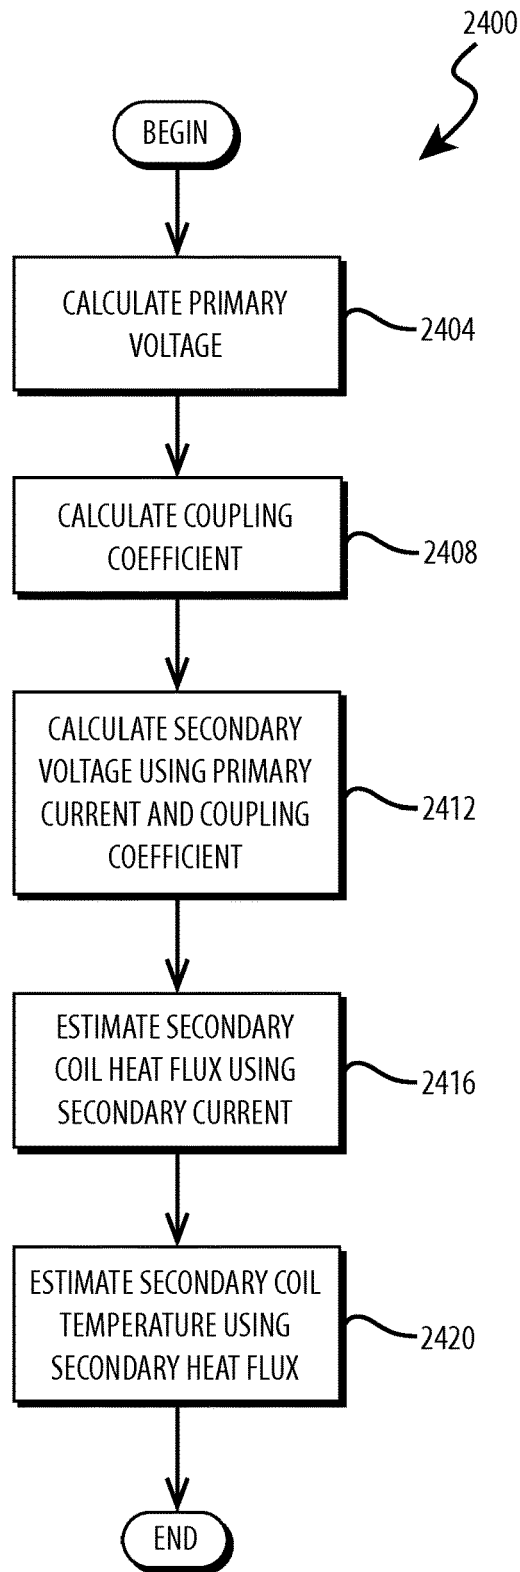 2400
BEGIN
CALCULATE PRIMARY
VOLTAGE
2404
CALCULATE COUPLING
COEFFICIENT
2408
CALCULATE SECONDARY
VOLTAGE USING PRIMARY
CURRENT AND COUPLING
COEFFICIENT
2412
ESTIMATE SECONDARY
COIL HEAT FLUX USING
SECONDARY CURRENT
2416
ESTIMATE SECONDARY COIL
TEMPERATURE USING
SECONDARY HEAT FLUX
2420
END